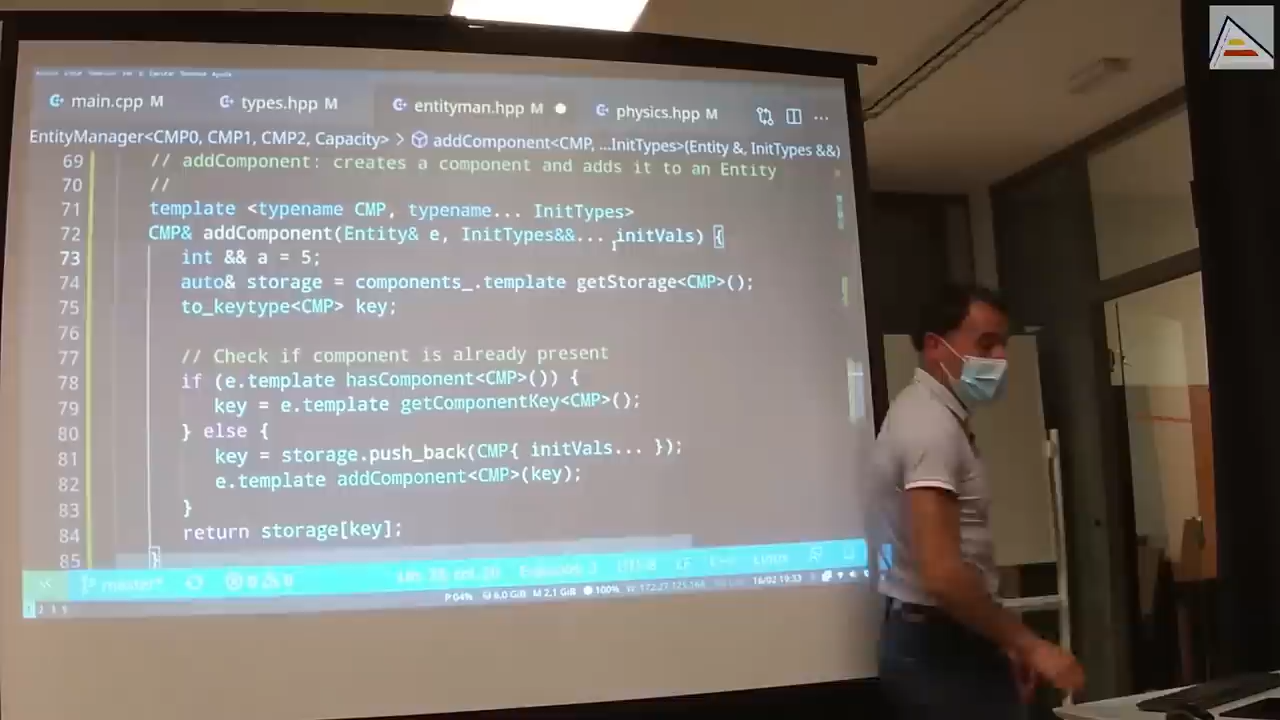 main.cpp M types.hpp M entityman.hpp M physics.hpp M
EntityManager<CMP0, CMP1, CMP2, Capacity> > addComponent<CMP, ...InitTypes>(Entity &, InitTypes &&)
69 // addComponent: creates a component and adds it to an Entity
70 //
71 template <typename CMP, typename... InitTypes>
72 CMP& addComponent(Entity& e, InitTypes&&... initVals) {
73 int && a = 5;
74 auto& storage = components_.template getStorage<CMP>();
75 to_keytype<CMP> key;
76
77 // Check if component is already present
78 if (e.template hasComponent<CMP>()) {
79 key = e.template getComponentKey<CMP>();
80 } else {
81 key = storage.push_back(CMP{ initVals... });
82 e.template addComponent<CMP>(key);
83 }
84 return storage[key];
85 }
master*
16/02 19:33